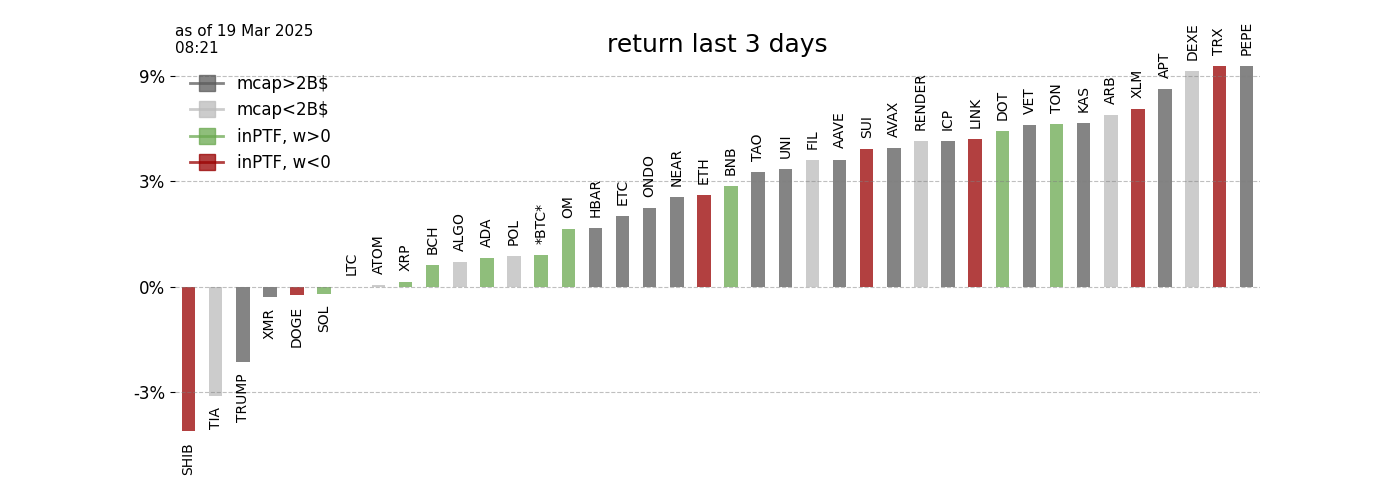 as of 19 Mar 2025
08:21
return last 3 days
mcap>2B$
mcap<2B$
inPTF, w>0
inPTF, w<0
9%
3%
0%
-3%
SHIB
TIA
TRUMP
XMR
DOGE
SOL
LTC
ATOM
XRP
BCH
ALGO
ADA
POL
*BTC*
OM
HBAR
ETC
ONDO
NEAR
ETH
BNB
TAO
UNI
FIL
AAVE
SUI
AVAX
RENDER
ICP
LINK
DOT
VET
TON
KAS
ARB
XLM
APT
DEXE
TRX
PEPE